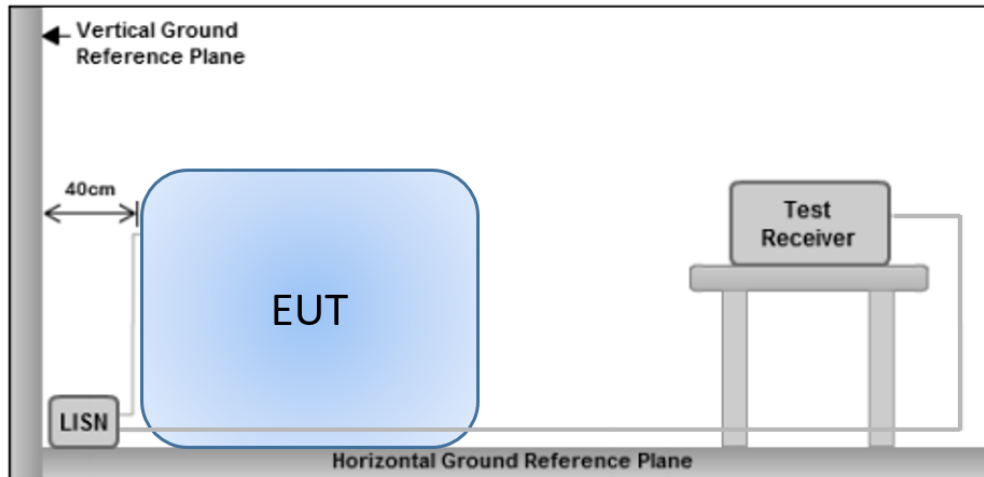 Vertical Ground
Reference Plane
40cm
EUT
Test
Receiver
LISN
Horizontal Ground Reference Plane